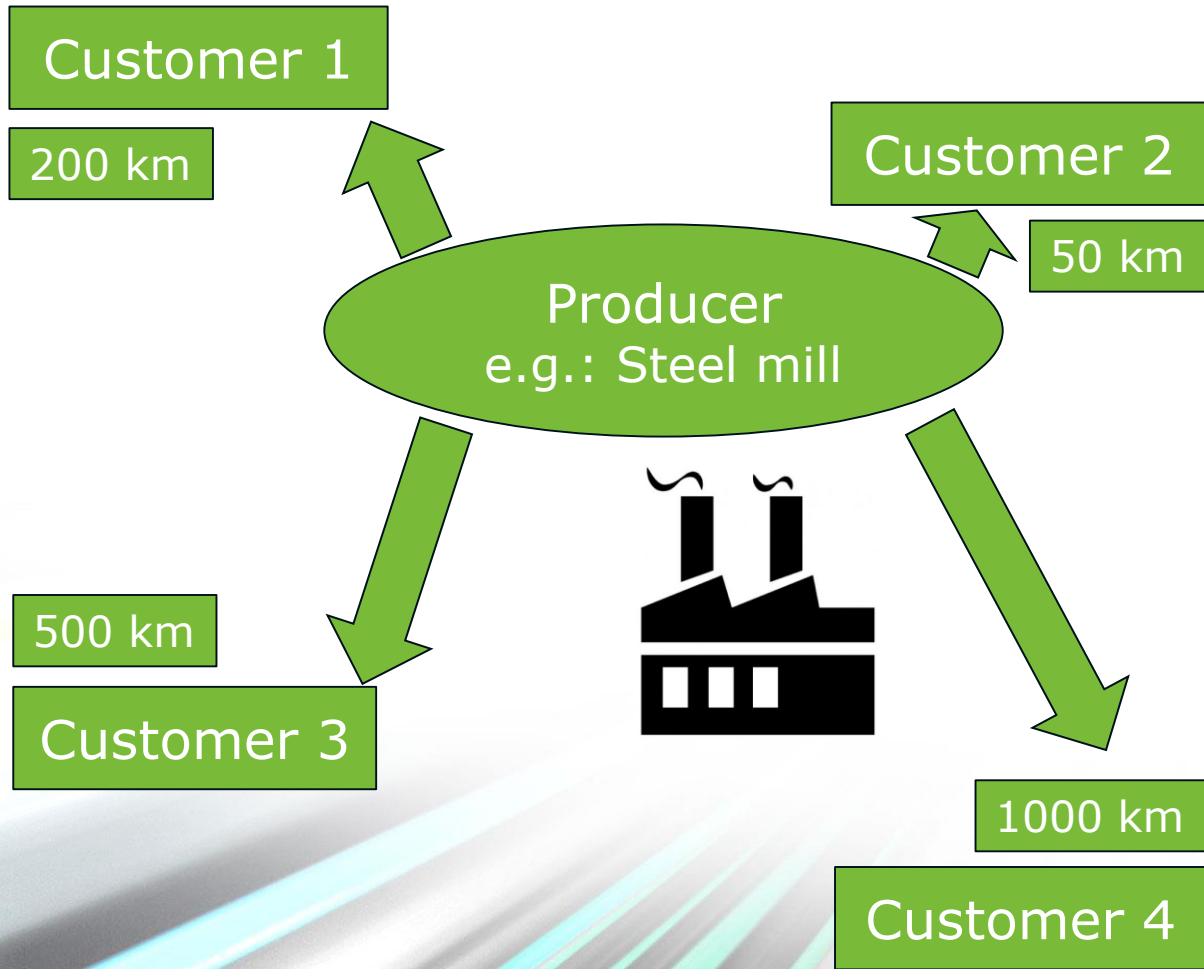 Customer 1
200 km
Customer 2
50 km
Producer
e.g.: Steel mill
500 km
Customer 3
1000 km
Customer 4